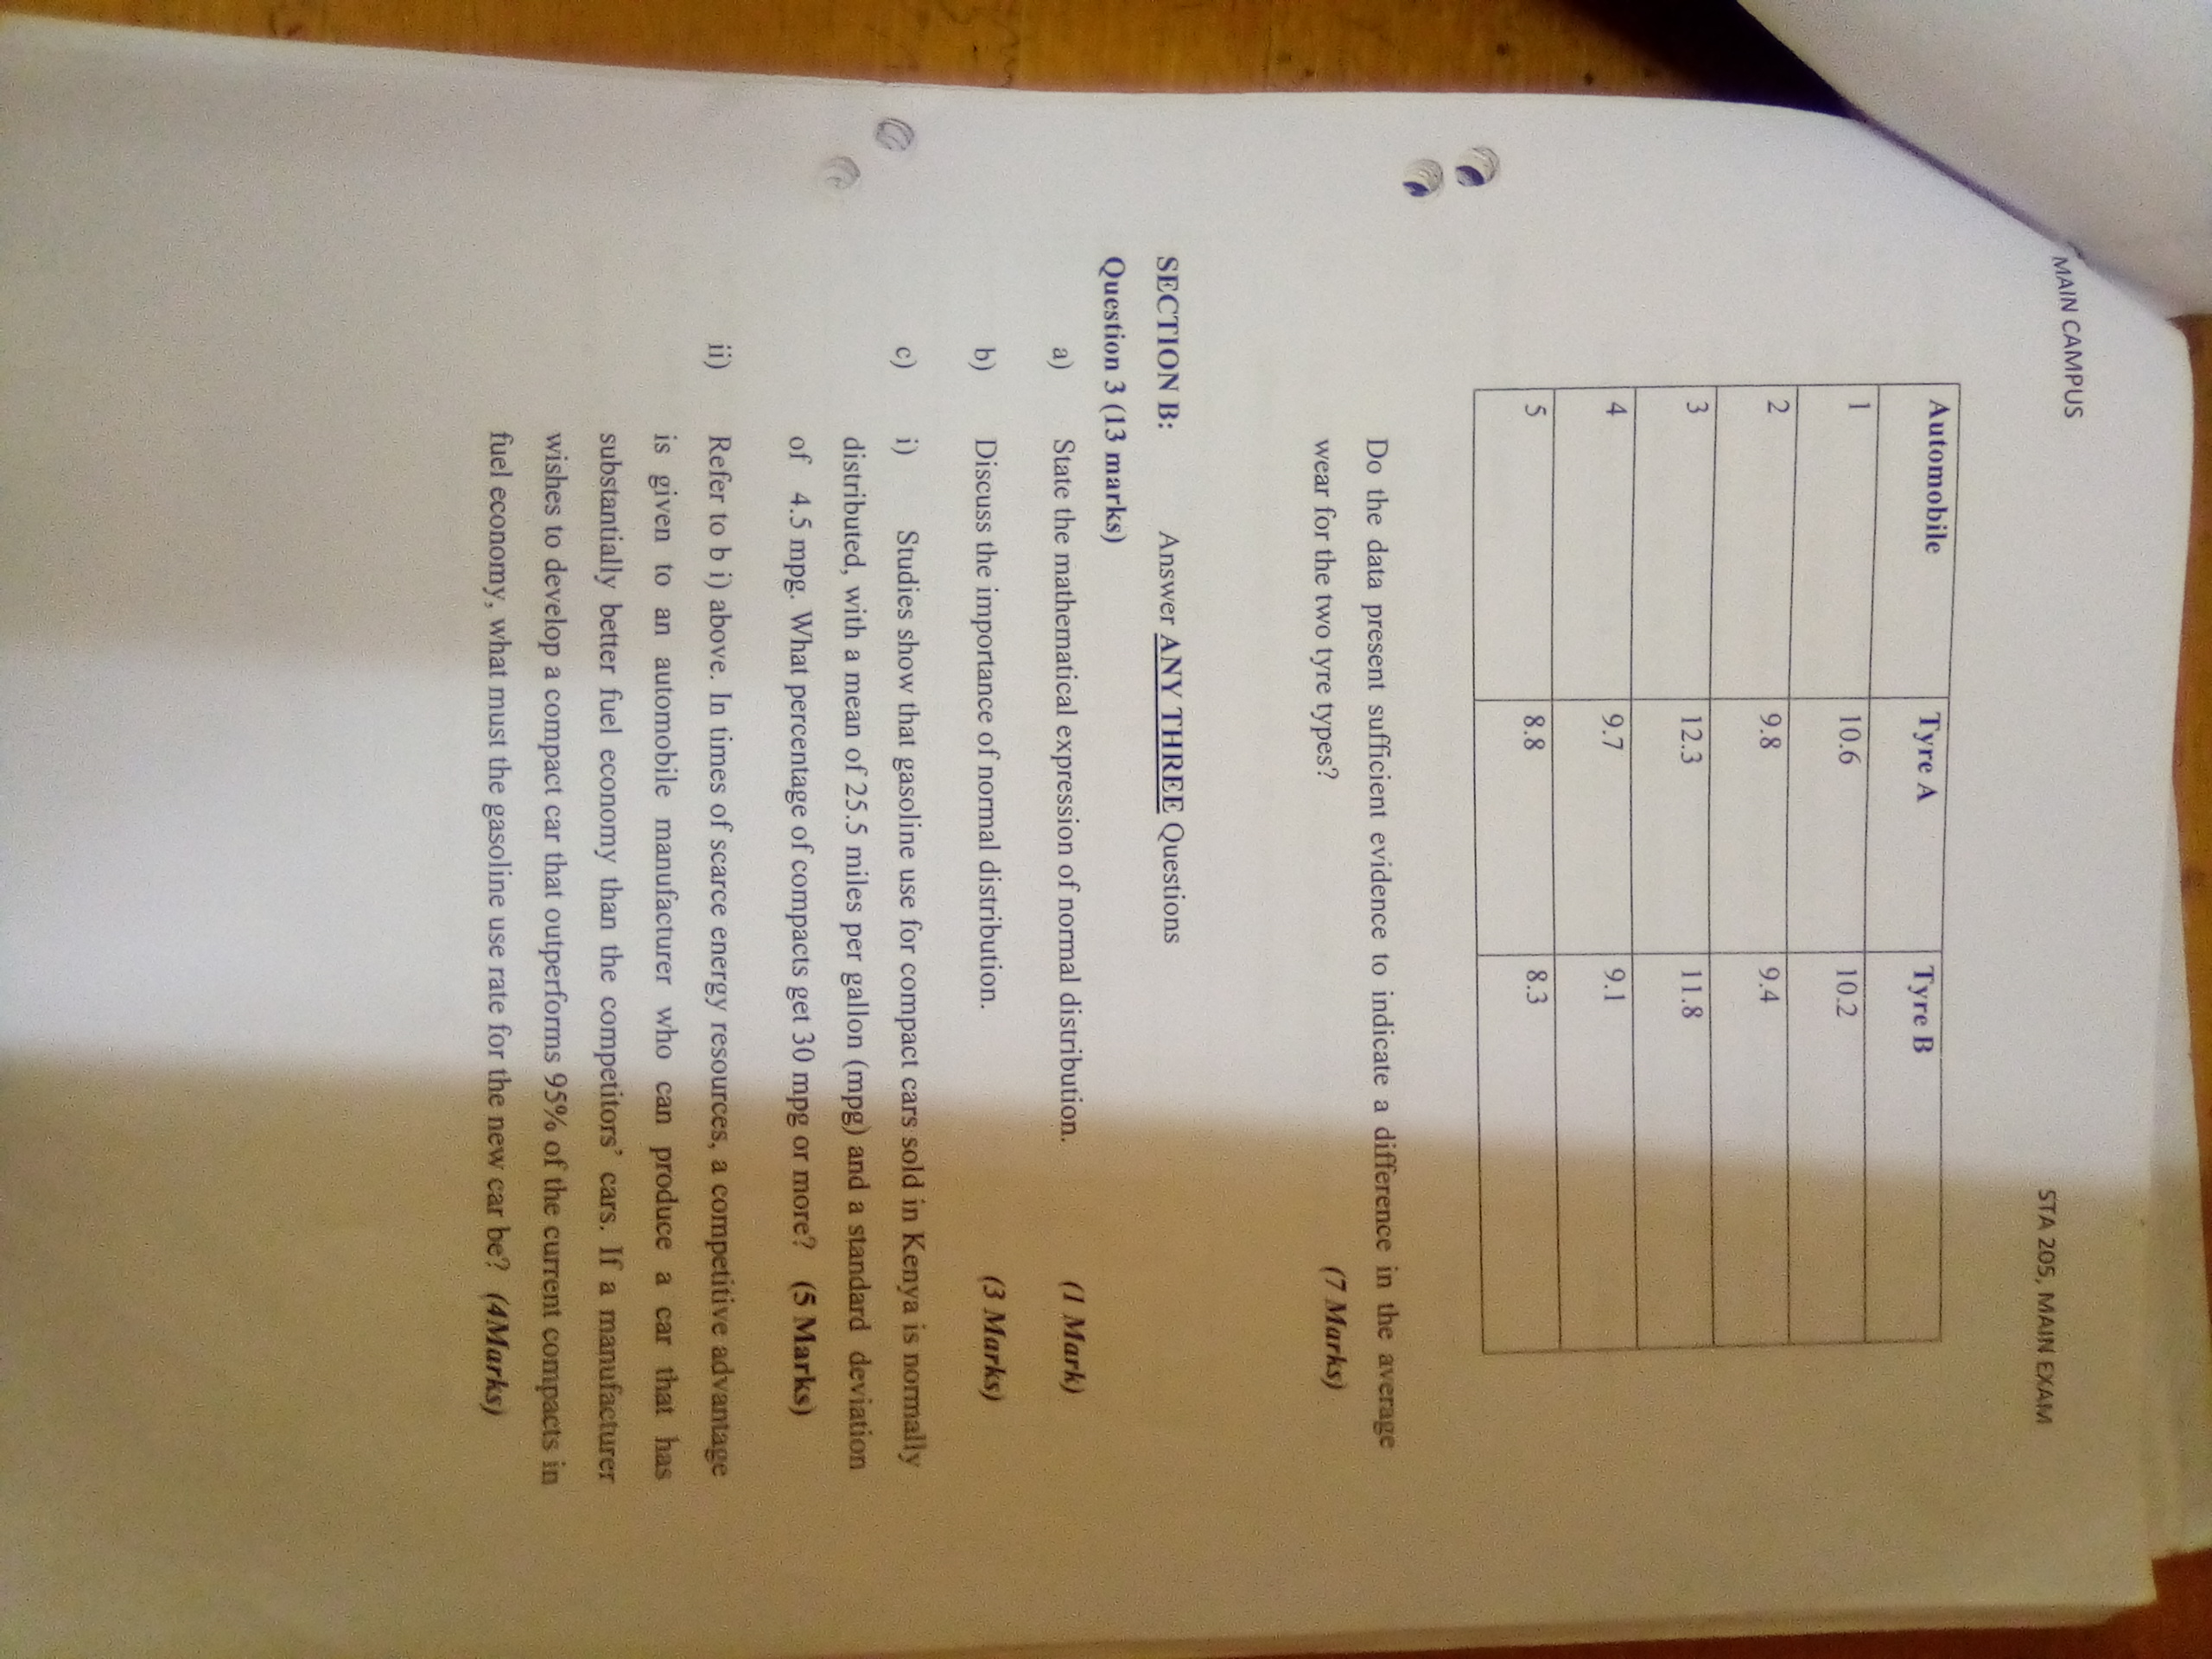 MAIN CAMPUS
STA 205, MAIN EXAM
Automobile Tyre A Tyre B
1 10.6 10.2
2 9.8 9.4
3 12.3 11.8
4 9.7 9.1
5 8.8 8.3
Do the data present sufficient evidence to indicate a difference in the average
wear for the two tyre types? (7 Marks)
SECTION B: Answer ANY THREE Questions
Question 3 (13 marks)
a) State the mathematical expression of normal distribution. (1 Mark)
b) Discuss the importance of normal distribution. (3 Marks)
c) i) Studies show that gasoline use for compact cars sold in Kenya is normally
distributed, with a mean of 25.5 miles per gallon (mpg) and a standard deviation
of 4.5 mpg. What percentage of compacts get 30 mpg or more? (5 Marks)
ii) Refer to b i) above. In times of scarce energy resources, a competitive advantage
is given to an automobile manufacturer who can produce a car that has
substantially better fuel economy than the competitors' cars. If a manufacturer
wishes to develop a compact car that outperforms 95% of the current compacts in
fuel economy, what must the gasoline use rate for the new car be? (4Marks)